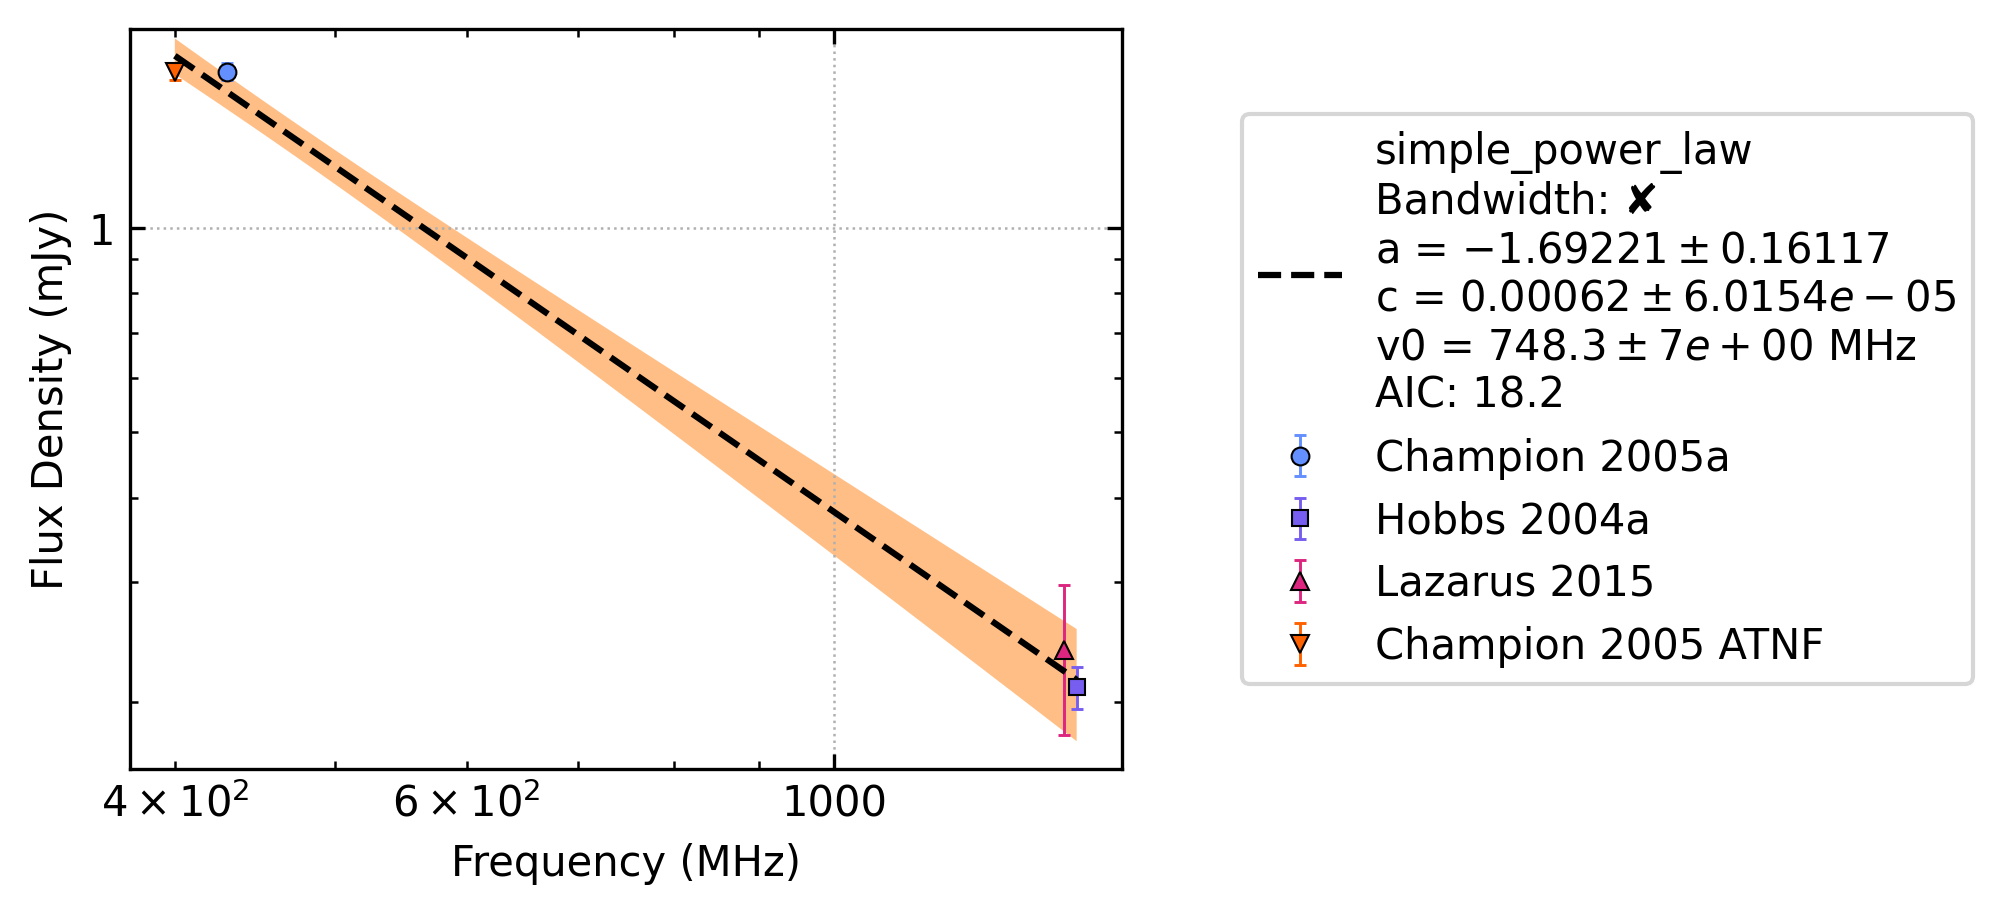 Flux Density (mJy)
1
4 × 10²
6 × 10²
1000
Frequency (MHz)
simple_power_law
Bandwidth: ✘
a = −1.69221 ± 0.16117
c = 0.00062 ± 6.0154e − 05
v0 = 748.3 ± 7e + 00 MHz
AIC: 18.2
Champion 2005a
Hobbs 2004a
Lazarus 2015
Champion 2005 ATNF